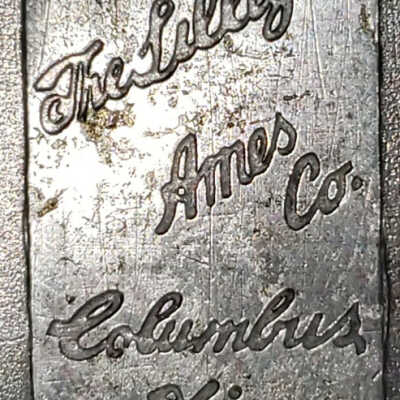 The Lilley
Ames
Co.
Columbus